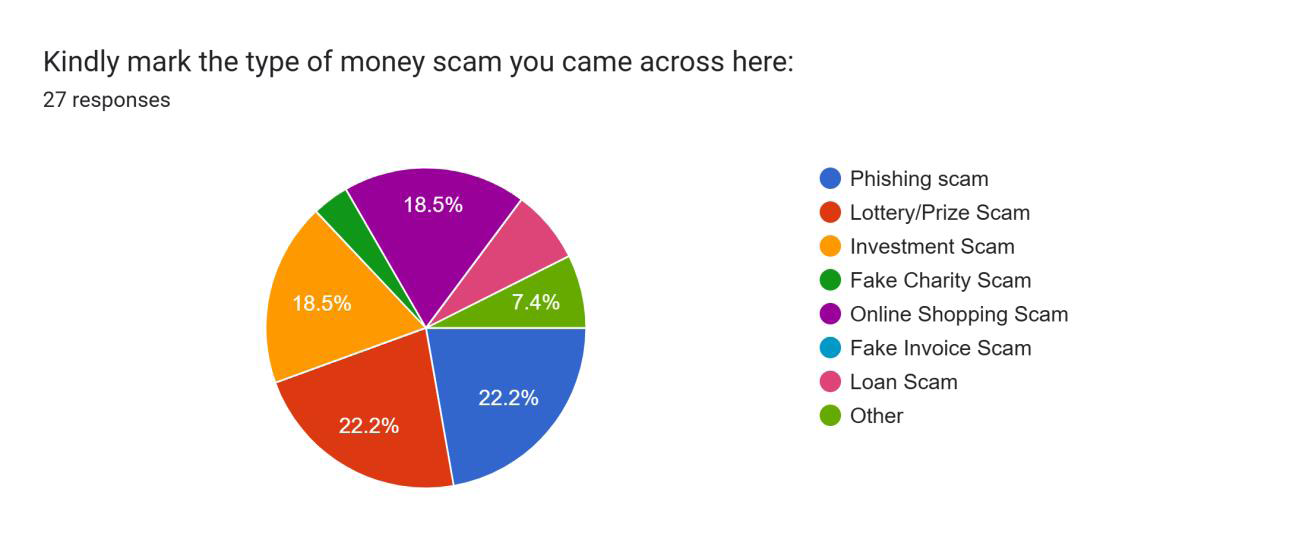 Kindly mark the type of money scam you came across here:
27 responses
18.5%
18.5%
7.4%
22.2%
22.2%
Phishing scam
Lottery/Prize Scam
Investment Scam
Fake Charity Scam
Online Shopping Scam
Fake Invoice Scam
Loan Scam
Other